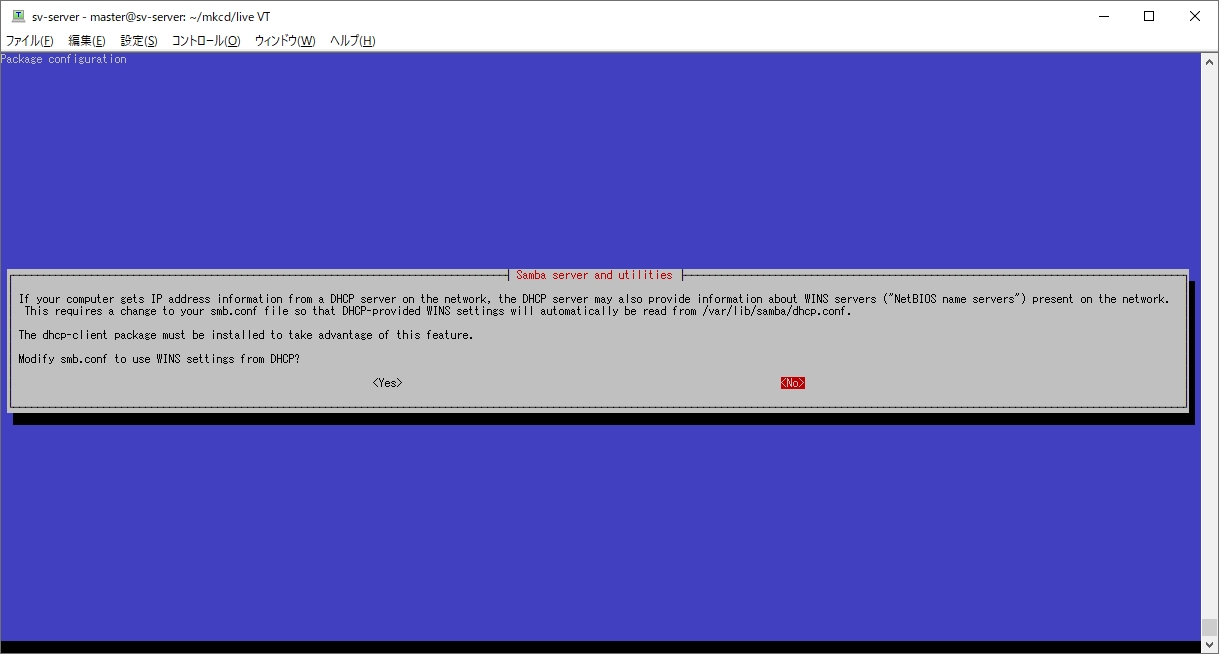 sv-server - master@sv-server: ~/mkcd/live VT
ファイル(F) 編集(E) 設定(S) コントロール(O) ウィンドウ(W) ヘルプ(H)
Package configuration
Samba server and utilities
If your computer gets IP address information from a DHCP server on the network, the DHCP server may also provide information about WINS servers ("NetBIOS name servers") present on the network.
This requires a change to your smb.conf file so that DHCP-provided WINS settings will automatically be read from /var/lib/samba/dhcp.conf.
The dhcp-client package must be installed to take advantage of this feature.
Modify smb.conf to use WINS settings from DHCP?
<Yes> <No>